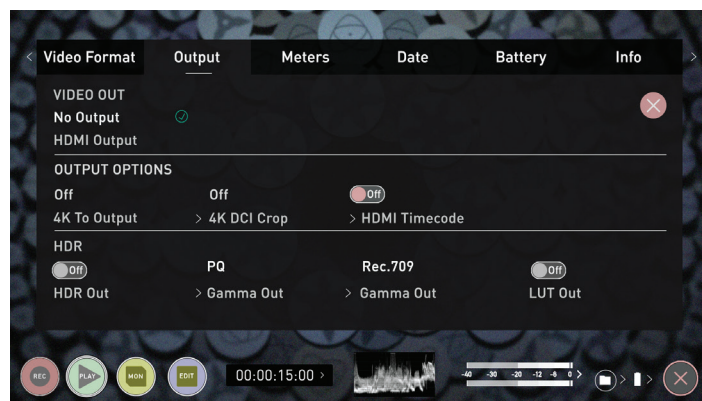 < Video Format Output Meters Date Battery Info >
VIDEO OUT
No Output
HDMI Output
OUTPUT OPTIONS
Off Off Off
4K To Output > 4K DCI Crop > HDMI Timecode
HDR
Off PQ Rec.709 Off
HDR Out > Gamma Out > Gamma Out LUT Out
REC PLAY MON EDIT 00:00:15:00 > -40 -30 -20 -12 -6 0 > > >